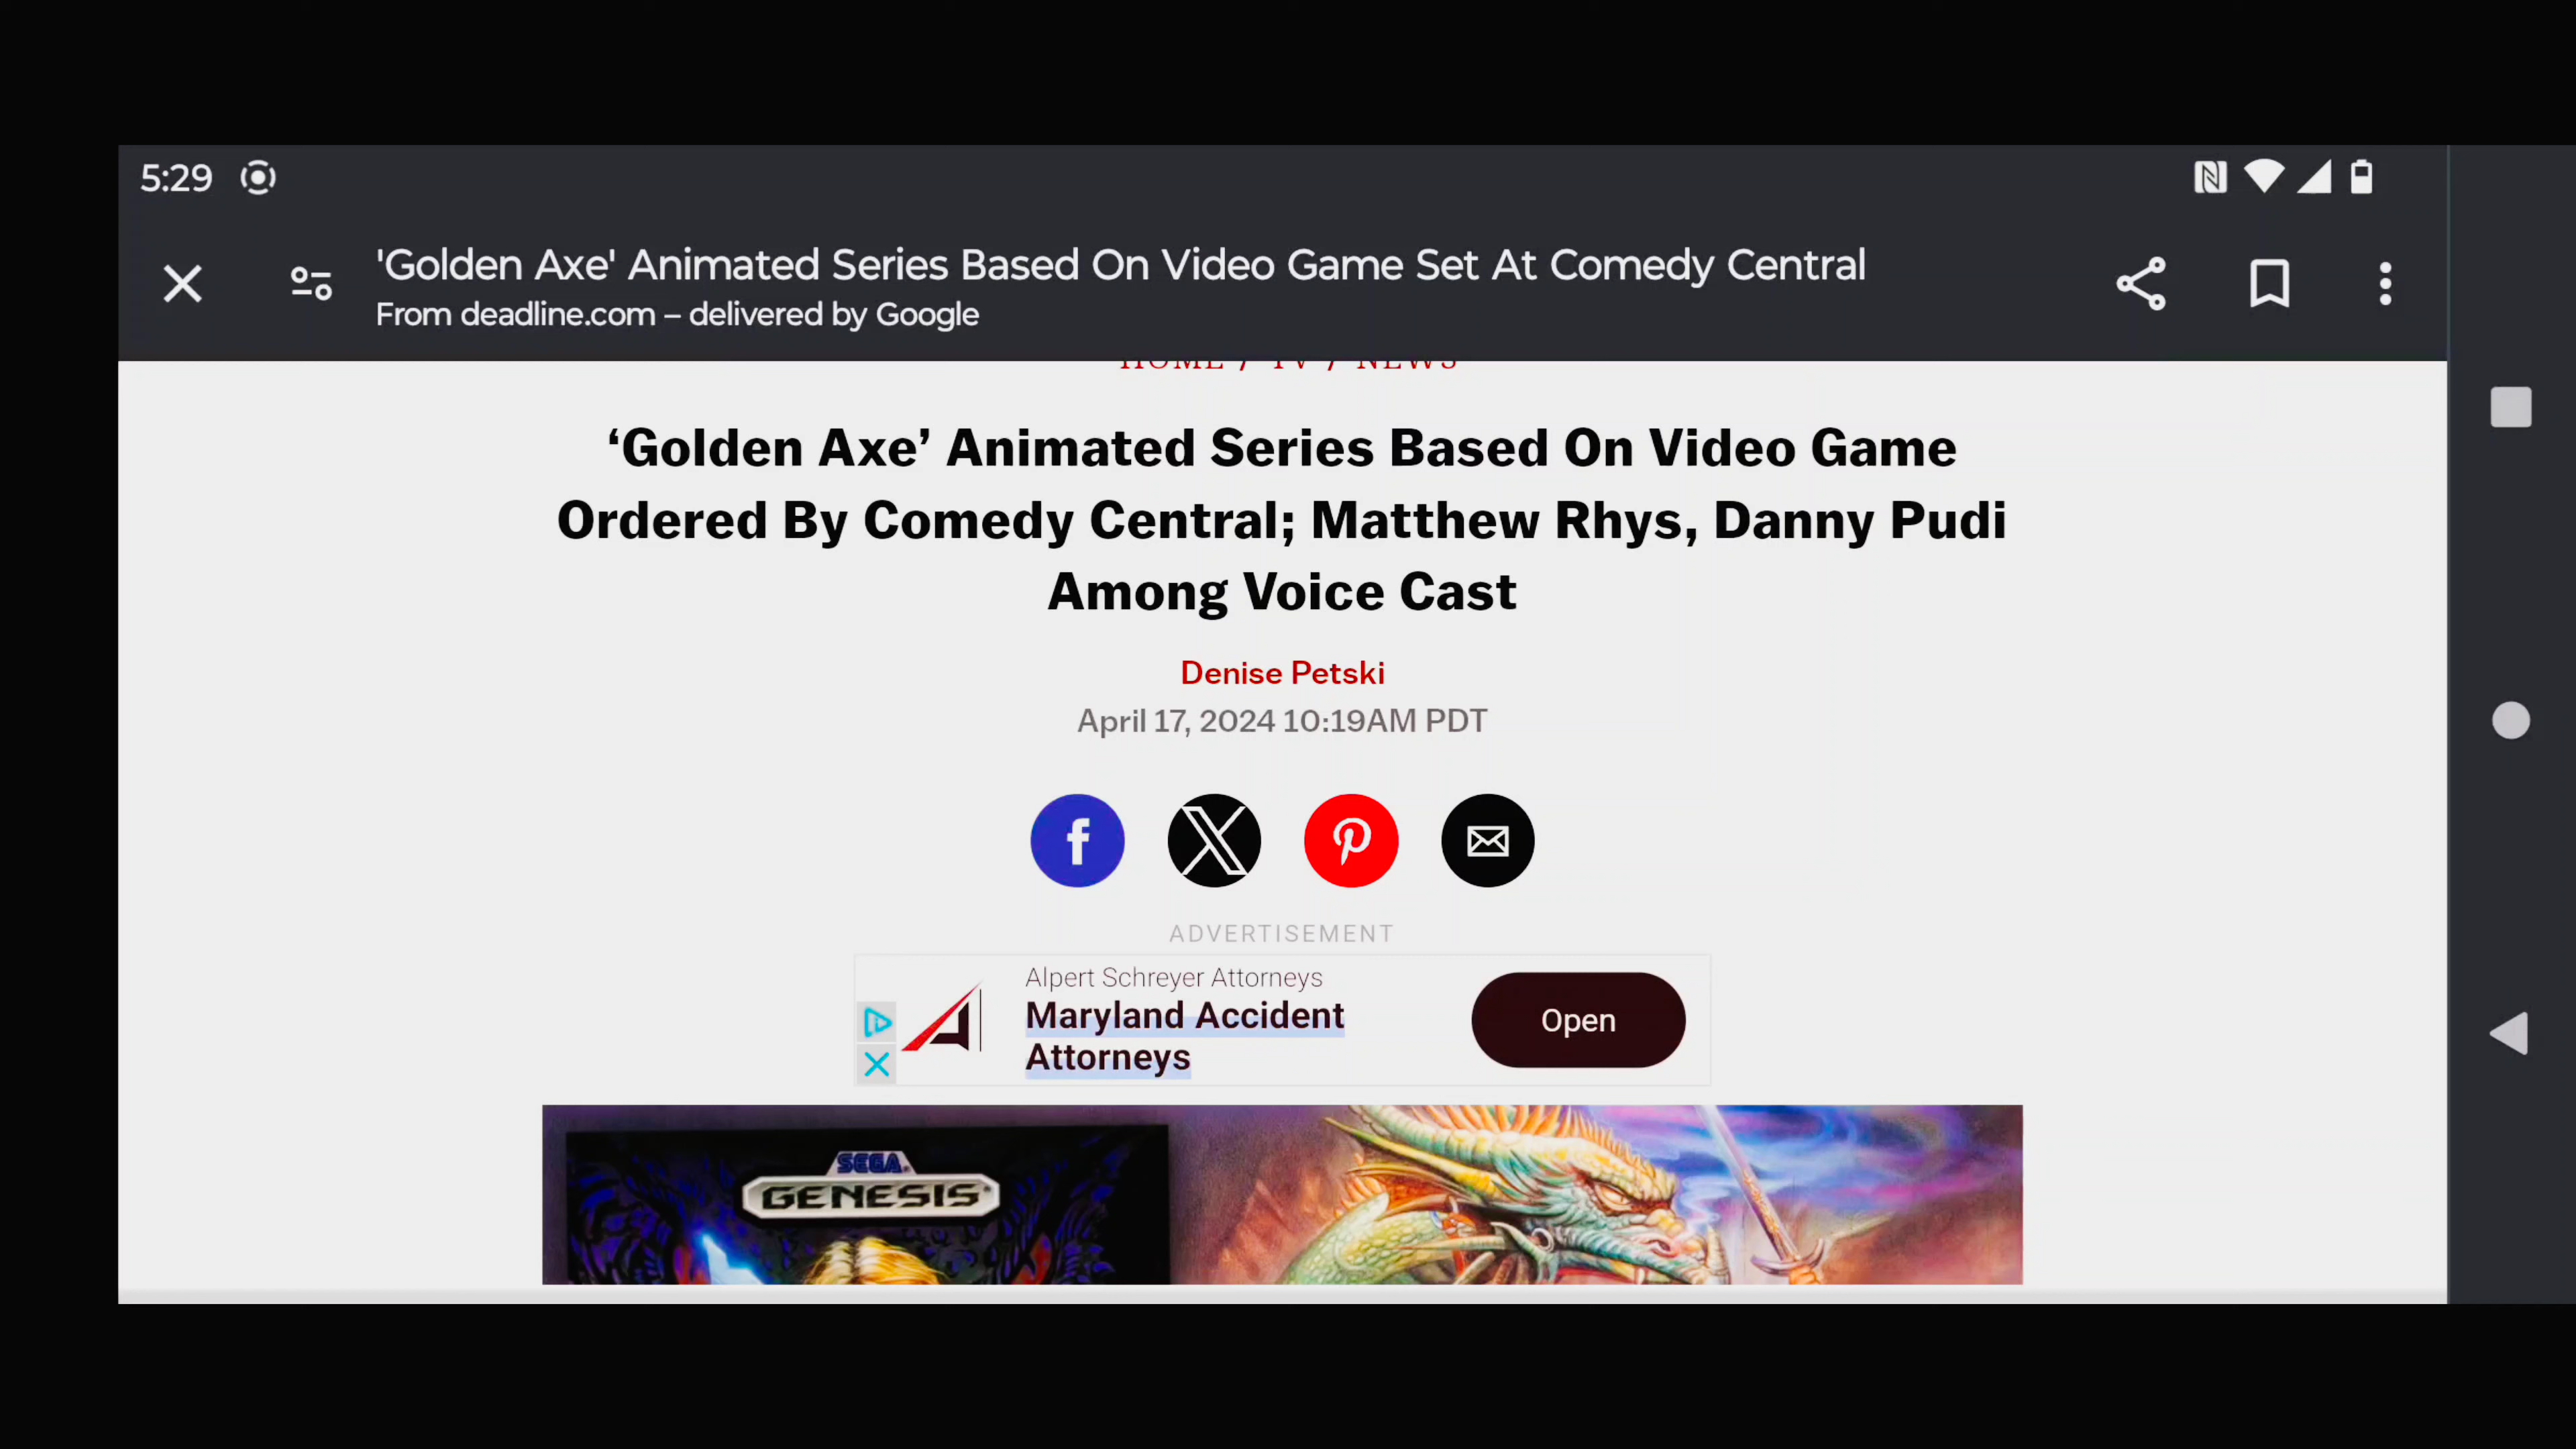 5:29
'Golden Axe' Animated Series Based On Video Game Set At Comedy Central
From deadline.com – delivered by Google
HOME / TV / NEWS
‘Golden Axe’ Animated Series Based On Video Game
Ordered By Comedy Central; Matthew Rhys, Danny Pudi
Among Voice Cast
Denise Petski
April 17, 2024 10:19AM PDT
ADVERTISEMENT
Alpert Schreyer Attorneys
Maryland Accident
Attorneys
Open
SEGA
GENESIS